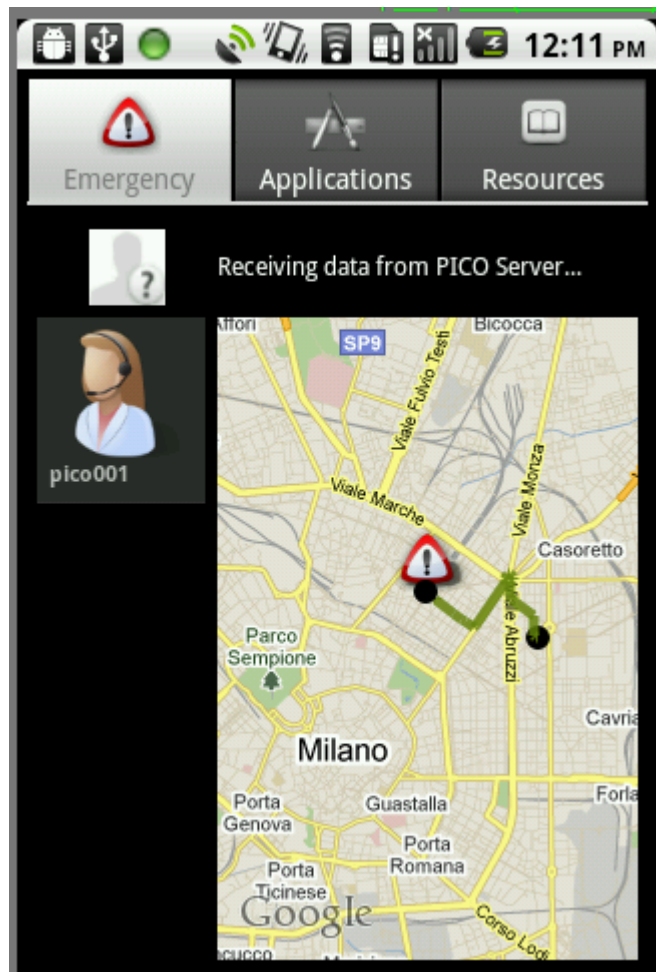 12:11 PM
Emergency
Applications
Resources
Receiving data from PICO Server...
pico001
Affori
Bicocca
SP9
Viale Fulvio Testi
Viale Monza
Viale Marche
Casoretto
Parco
Sempione
Viale Abruzzi
Milano
Porta
Genova
Guastalla
Porta
Romana
Porta
Ticinese
Google
Corso Lodi